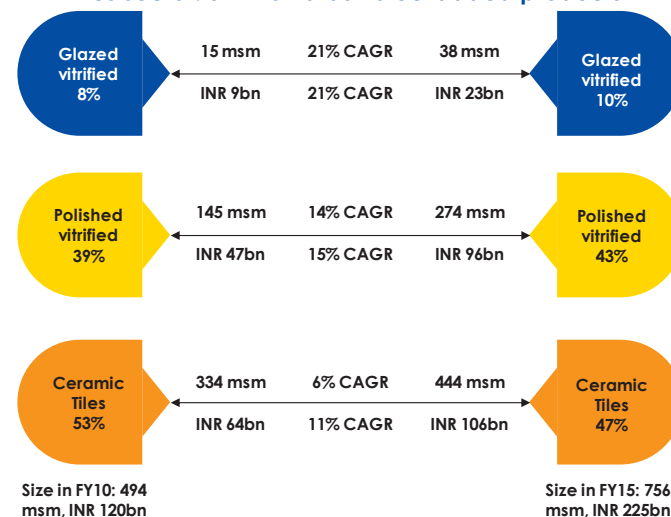 Glazed
vitrified
8%
15 msm 21% CAGR 38 msm
INR 9bn 21% CAGR INR 23bn
Glazed
vitrified
10%
Polished
vitrified
39%
145 msm 14% CAGR 274 msm
INR 47bn 15% CAGR INR 96bn
Polished
vitrified
43%
Ceramic
Tiles
53%
334 msm 6% CAGR 444 msm
INR 64bn 11% CAGR INR 106bn
Ceramic
Tiles
47%
Size in FY10: 494
msm, INR 120bn
Size in FY15: 756
msm, INR 225bn